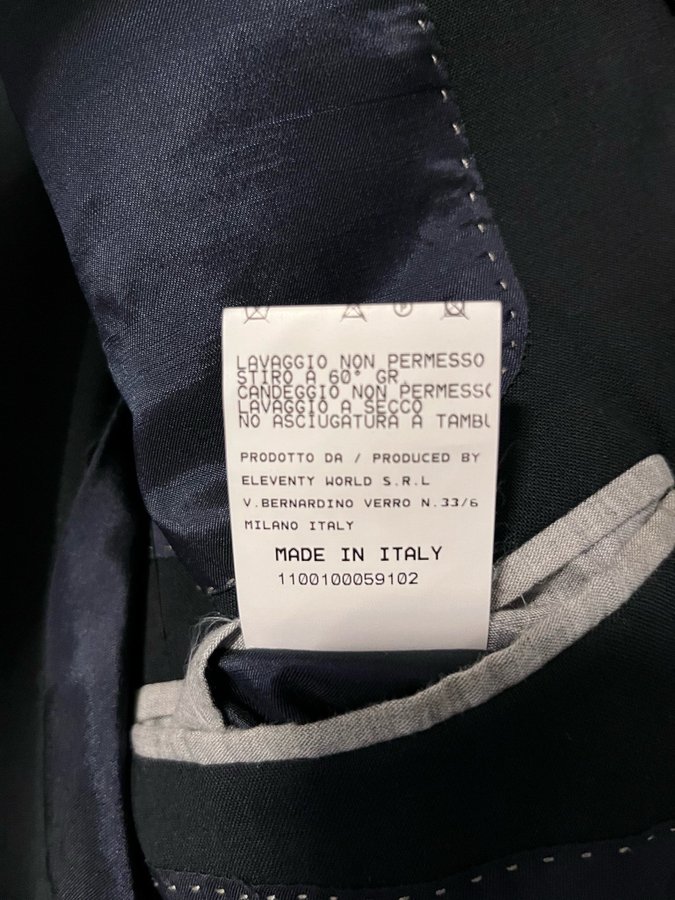 LAVAGGIO NON PERMESSO
STIRO A 60° GR.
CANDEGGIO NON PERMESSO
LAVAGGIO A SECCO
NO ASCIUGATURA A
PRODOTTO DA / PRODUCED BY
ELEVENTY WORLD S.R.L
V.BERNARDINO VERRO N.33/6
MILANO ITALY
MADE IN ITALY
1100100059102